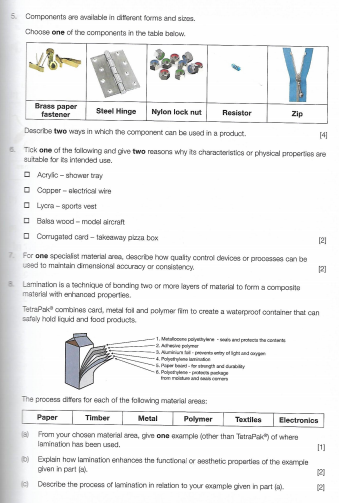 5. Components are available in different forms and sizes.
Choose one of the components in the table below.
Brass paper fastener
Steel Hinge
Nylon lock nut
Resistor
Zip
Describe two ways in which the component can be used in a product. [4]
6. Tick one of the following and give two reasons why its characteristics or physical properties are
suitable for its intended use.
Acrylic – shower tray
Copper – electrical wire
Lycra – sports vest
Balsa wood – model aircraft
Corrugated card – takeaway pizza box [2]
7. For one specialist material area, describe how quality control devices or processes can be
used to maintain dimensional accuracy or consistency. [2]
8. Lamination is a technique of bonding two or more layers of material to form a composite
material with enhanced properties.
TetraPak® combines card, metal foil and polymer film to create a waterproof container that can
safely hold liquid and food products.
1. Metallocene polyethylene - seals and protects the contents
2. Adhesive polymer
3. Aluminium foil - prevents entry of light and oxygen
4. Polyethylene lamination
5. Paper board - for strength and durability
6. Polyethylene - protects package
from moisture and seals corners
The process differs for each of the following material areas:
Paper Timber Metal Polymer Textiles Electronics
(a) From your chosen material area, give one example (other than TetraPak®) of where
lamination has been used. [1]
(b) Explain how lamination enhances the functional or aesthetic properties of the example
given in part (a). [2]
(c) Describe the process of lamination in relation to your example given in part (a). [2]